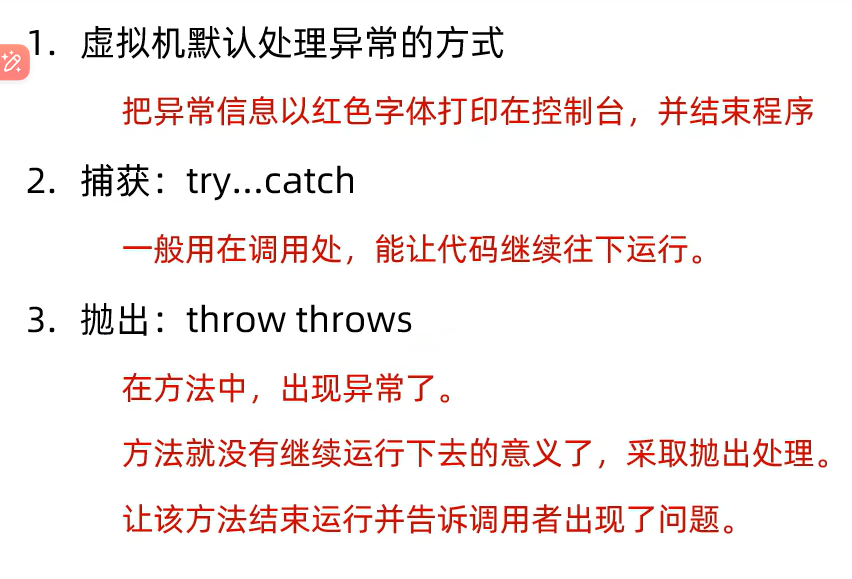 1. 虚拟机默认处理异常的方式
把异常信息以红色字体打印在控制台，并结束程序
2. 捕获：try...catch
一般用在调用处，能让代码继续往下运行。
3. 抛出：throw throws
在方法中，出现异常了。
方法就没有继续运行下去的意义了，采取抛出处理。
让该方法结束运行并告诉调用者出现了问题。